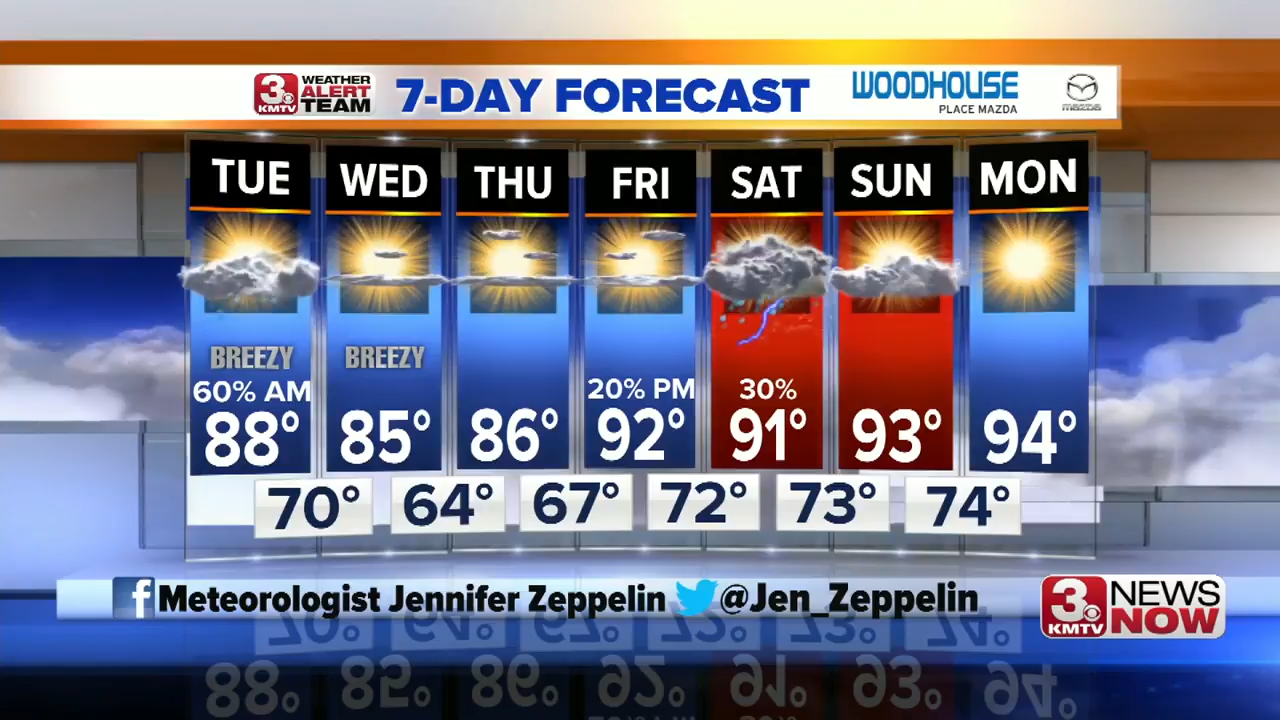 3 KMTV WEATHER ALERT TEAM 7-DAY FORECAST WOODHOUSE PLACE MAZDA mazda
TUE WED THU FRI SAT SUN MON
BREEZY BREEZY
60% AM 20% PM 30%
88° 85° 86° 92° 91° 93° 94°
70° 64° 67° 72° 73° 74°
f Meteorologist Jennifer Zeppelin @Jen_Zeppelin 3 KMTV NEWS NOW